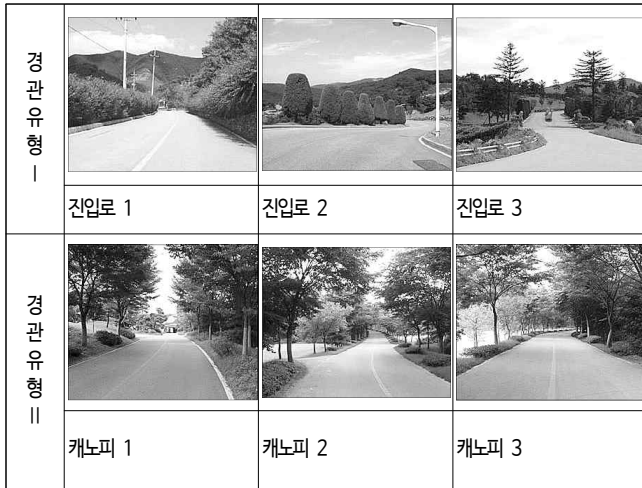 경관유형 I
진입로 1
진입로 2
진입로 3
경관유형 II
캐노피 1
캐노피 2
캐노피 3